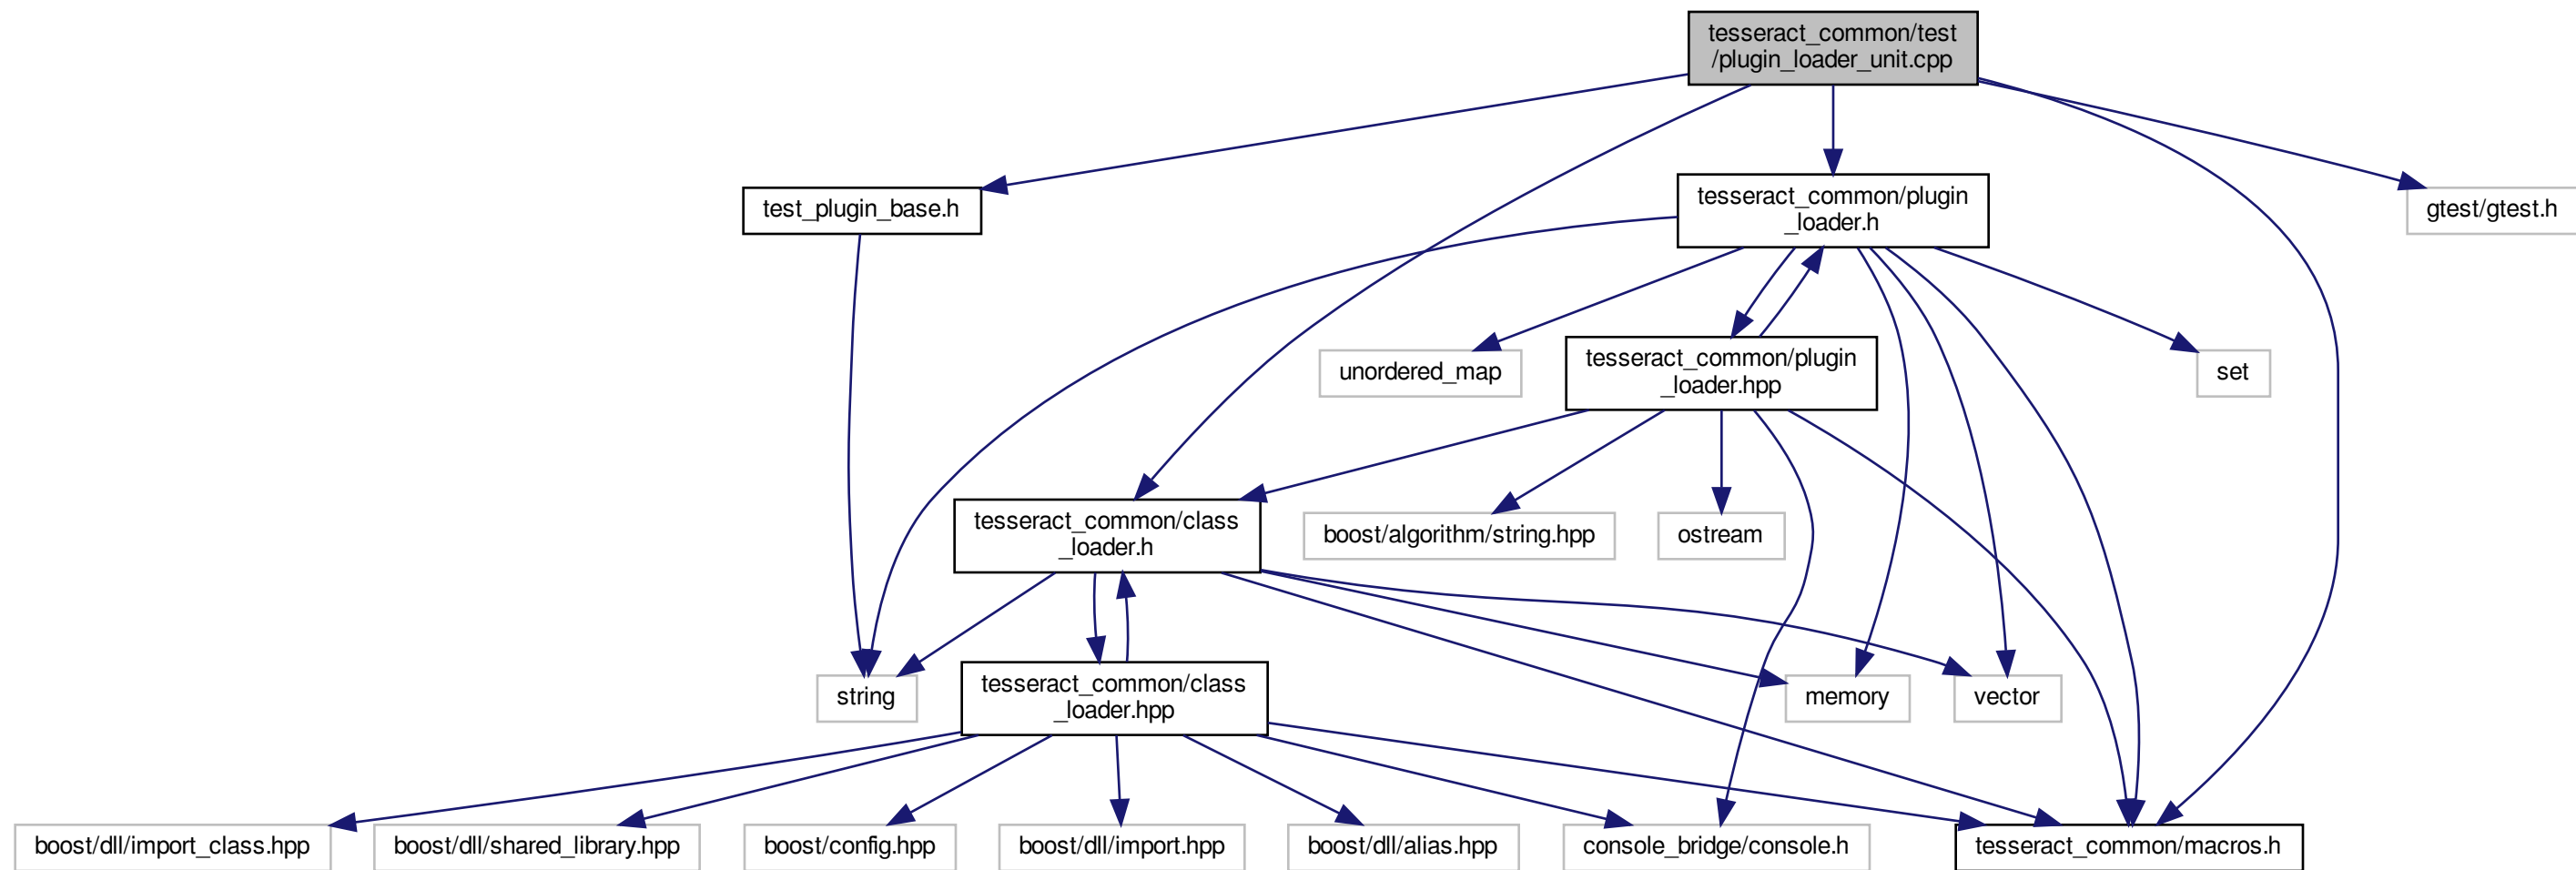 tesseract_common/test
/plugin_loader_unit.cpp
test_plugin_base.h
tesseract_common/plugin
_loader.h
gtest/gtest.h
unordered_map
tesseract_common/plugin
_loader.hpp
set
tesseract_common/class
_loader.h
boost/algorithm/string.hpp
ostream
string
tesseract_common/class
_loader.hpp
memory
vector
boost/dll/import_class.hpp
boost/dll/shared_library.hpp
boost/config.hpp
boost/dll/import.hpp
boost/dll/alias.hpp
console_bridge/console.h
tesseract_common/macros.h